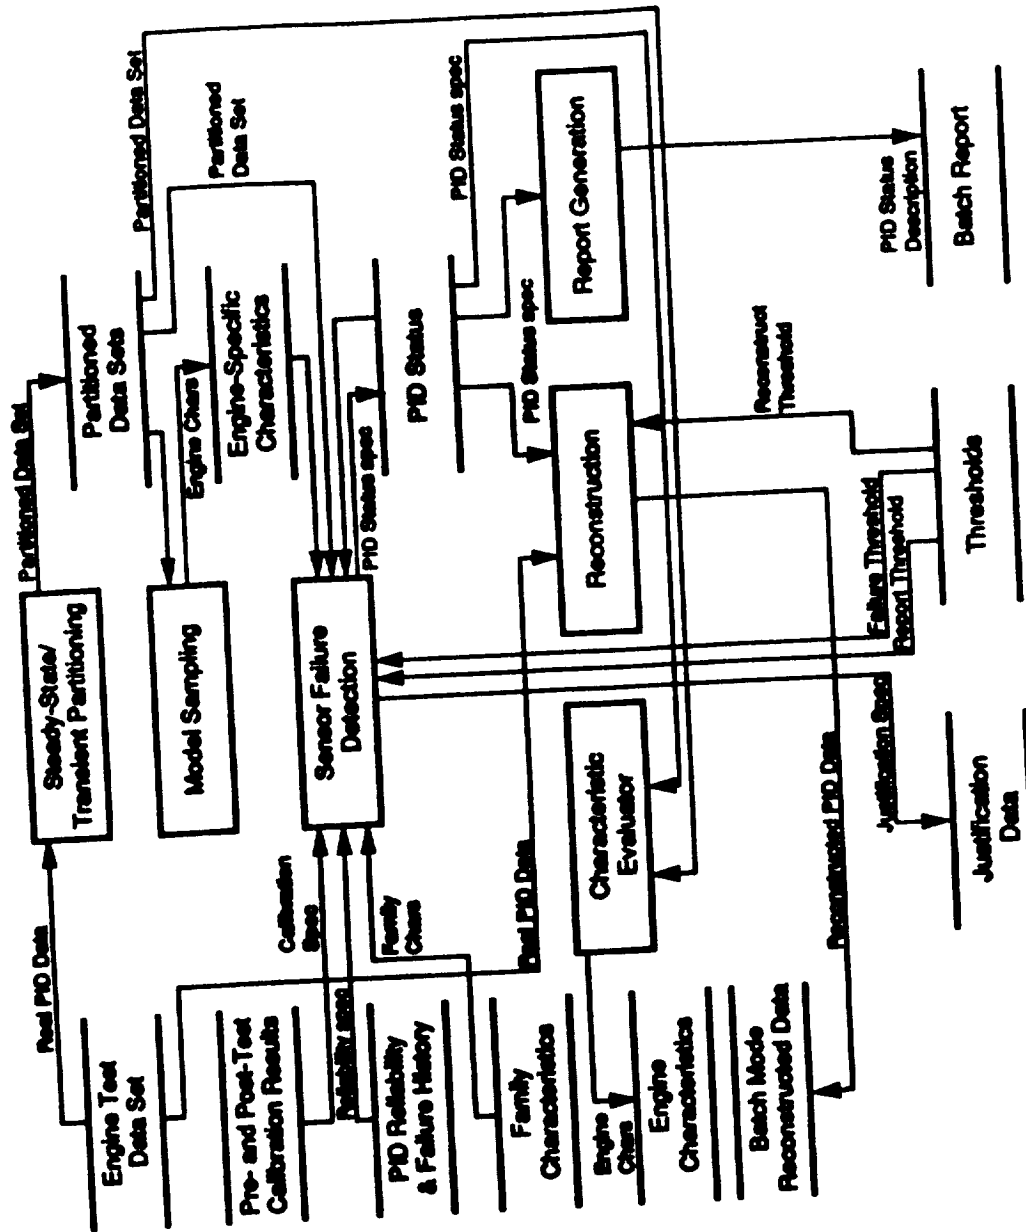 Real PID Data
Engine Test
Data Set
Steady-State/
Transient Partitioning
Partitioned Data Set
Partitioned
Data Sets
Partitioned Data Set
Partitioned
Data Set
Model Sampling
Engine Chars
Engine-Specific
Characteristics
Pre- and Post-Test
Calibration Results
Calibration
Spec
Reliability spec
PID Reliability
& Failure History
Family
Chars
Sensor Failure
Detection
PID Status spec
PID Status
PID Status spec
Family
Characteristics
Real PID Data
Reconstruction
PID Status spec
Report Generation
Engine
Chars
Engine
Characteristics
Characteristic
Evaluator
Batch Mode
Reconstructed Data
Reconstructed PID Data
Justification Spec
Justification
Data
Failure Threshold
Report Threshold
Reconstruct
Threshold
Thresholds
PID Status
Description
Batch Report